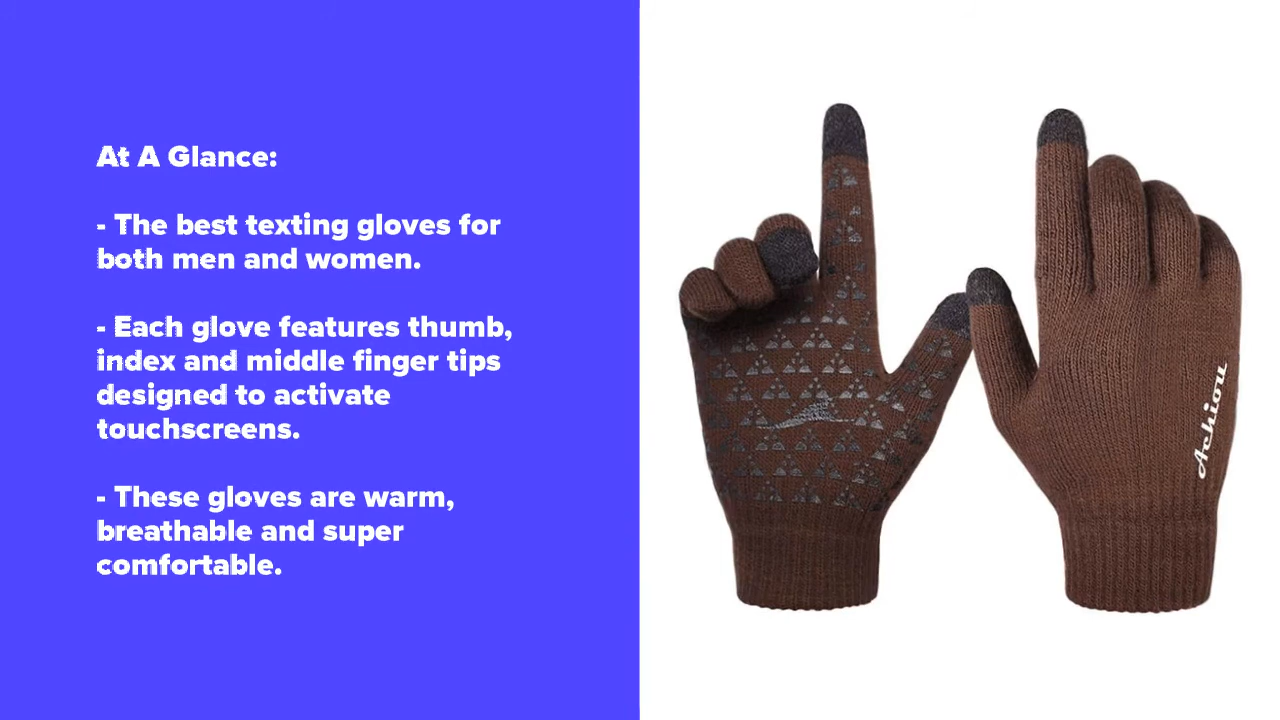 At A Glance:
- The best texting gloves for
both men and women.
- Each glove features thumb,
index and middle finger tips
designed to activate
touchscreens.
- These gloves are warm,
breathable and super
comfortable.
Achiou